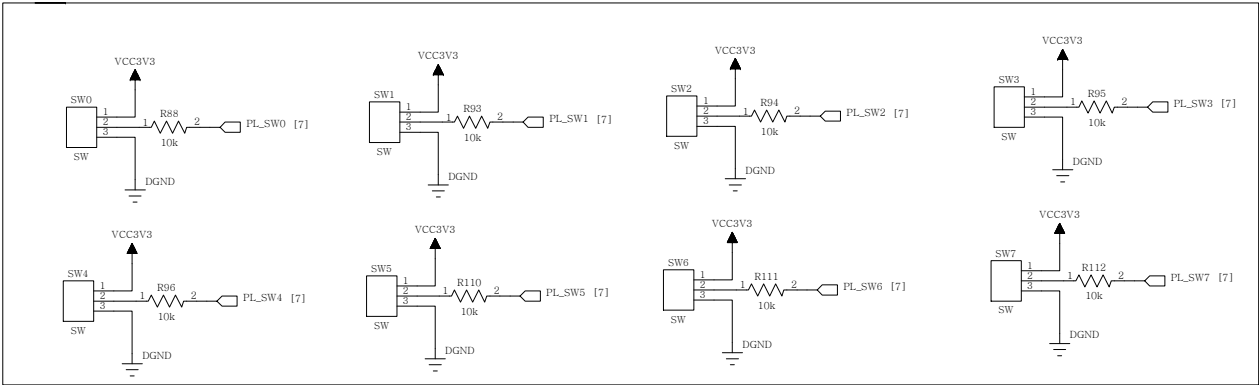 VCC3V3
SW0
1
2
3
SW
R88
1 2
10k
PL_SW0 [7]
DGND
VCC3V3
SW1
1
2
3
SW
R93
1 2
10k
PL_SW1 [7]
DGND
VCC3V3
SW2
1
2
3
SW
R94
1 2
10k
PL_SW2 [7]
DGND
VCC3V3
SW3
1
2
3
SW
R95
1 2
10k
PL_SW3 [7]
DGND
VCC3V3
SW4
1
2
3
SW
R96
1 2
10k
PL_SW4 [7]
DGND
VCC3V3
SW5
1
2
3
SW
R110
1 2
10k
PL_SW5 [7]
DGND
VCC3V3
SW6
1
2
3
SW
R111
1 2
10k
PL_SW6 [7]
DGND
VCC3V3
SW7
1
2
3
SW
R112
1 2
10k
PL_SW7 [7]
DGND